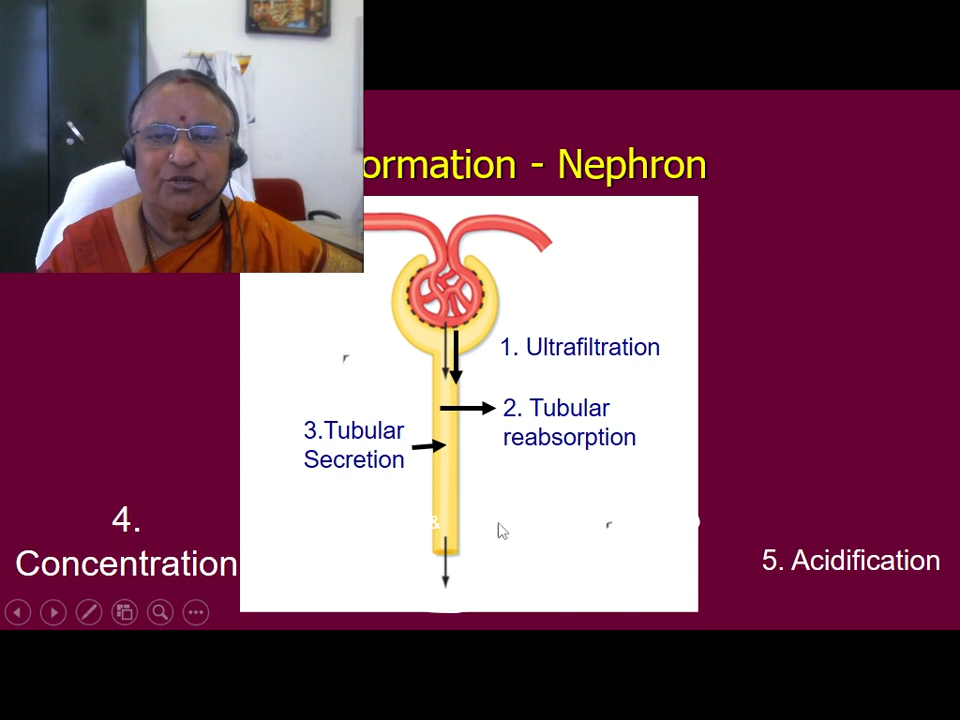 ormation - Nephron
1. Ultrafiltration
2. Tubular
reabsorption
3.Tubular
Secretion
4.
Concentration
&
5. Acidification